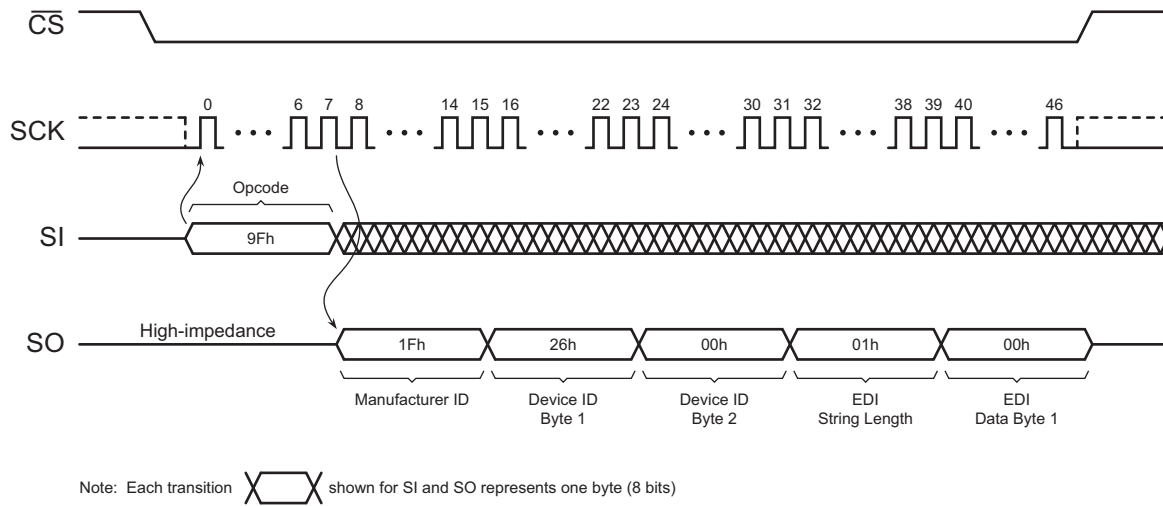 CS
0 6 7 8 14 15 16 22 23 24 30 31 32 38 39 40 46
SCK
Opcode
SI
9Fh
High-impedance
SO
1Fh 26h 00h 01h 00h
Manufacturer ID
Device ID
Byte 1
Device ID
Byte 2
EDI
String Length
EDI
Data Byte 1
Note: Each transition shown for SI and SO represents one byte (8 bits)